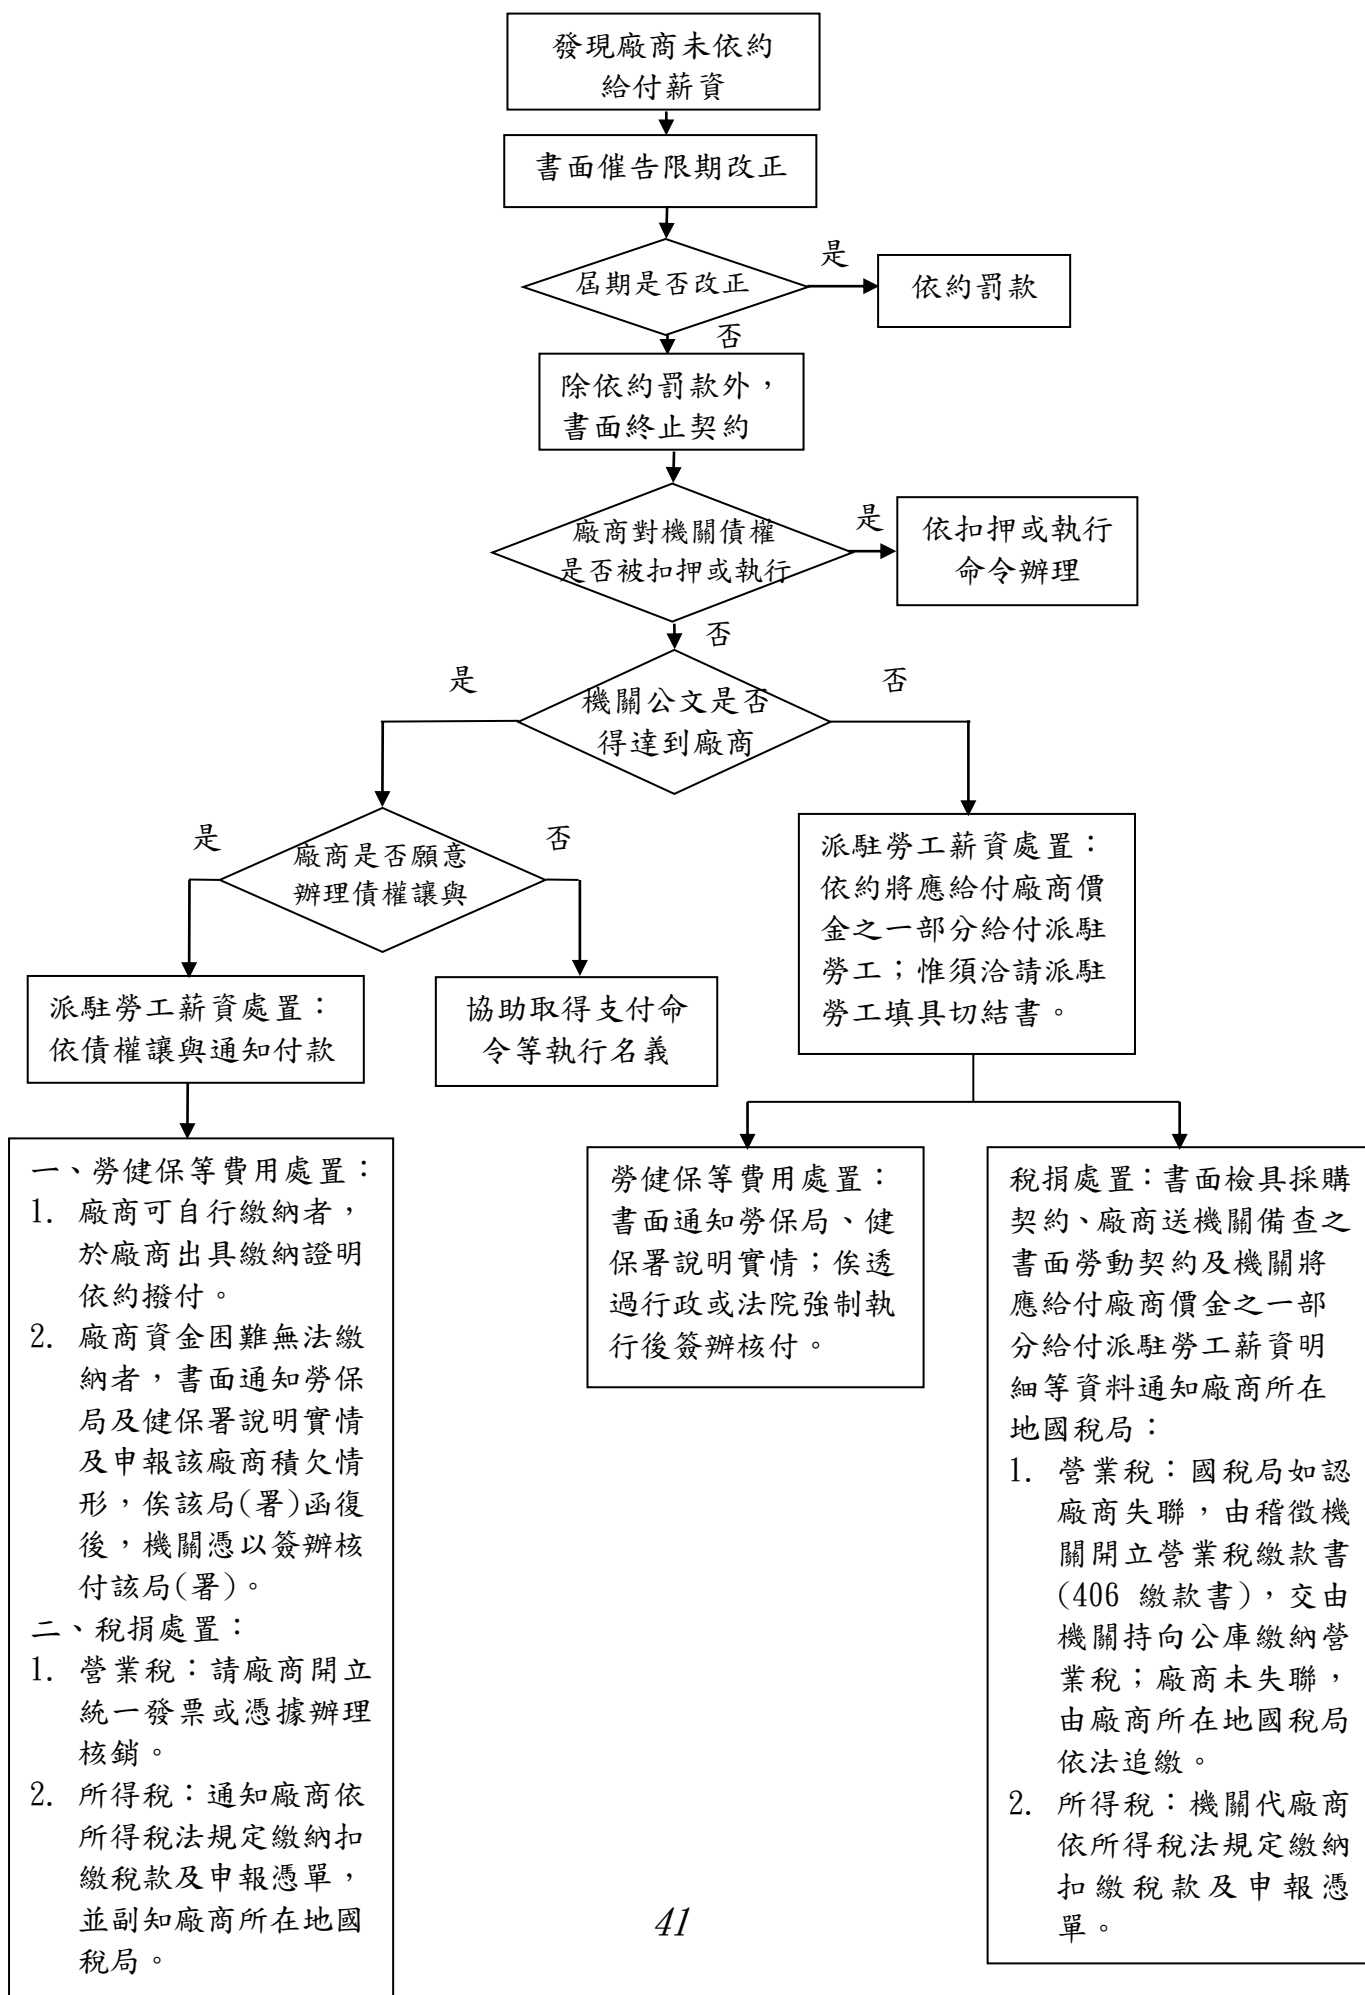 發現廠商未依約
給付薪資
書面催告限期改正
屆期是否改正
是
依約罰款
否
除依約罰款外，
書面終止契約
廠商對機關債權
是否被扣押或執行
是
依扣押或執行
命令辦理
否
機關公文是否
得達到廠商
是
否
廠商是否願意
辦理債權讓與
是
否
派駐勞工薪資處置：
依約將應給付廠商價
金之一部分給付派駐
勞工；惟須洽請派駐
勞工填具切結書。
派駐勞工薪資處置：
依債權讓與通知付款
協助取得支付命
令等執行名義
一、勞健保等費用處置：
1. 廠商可自行繳納者，
於廠商出具繳納證明
依約撥付。
2. 廠商資金困難無法繳
納者，書面通知勞保
局及健保署說明實情
及申報該廠商積欠情
形，俟該局(署)函復
後，機關憑以簽辦核
付該局(署)。
二、稅捐處置：
1. 營業稅：請廠商開立
統一發票或憑據辦理
核銷。
2. 所得稅：通知廠商依
所得稅法規定繳納扣
繳稅款及申報憑單，
並副知廠商所在地國
稅局。
勞健保等費用處置：
書面通知勞保局、健
保署說明實情；俟透
過行政或法院強制執
行後簽辦核付。
稅捐處置：書面檢具採購
契約、廠商送機關備查之
書面勞動契約及機關將
應給付廠商價金之一部
分給付派駐勞工薪資明
細等資料通知廠商所在
地國稅局：
1. 營業稅：國稅局如認
廠商失聯，由稽徵機
關開立營業稅繳款書
(406 繳款書)，交由
機關持向公庫繳納營
業稅；廠商未失聯，
由廠商所在地國稅局
依法追繳。
2. 所得稅：機關代廠商
依所得稅法規定繳納
扣繳稅款及申報憑
單。
41